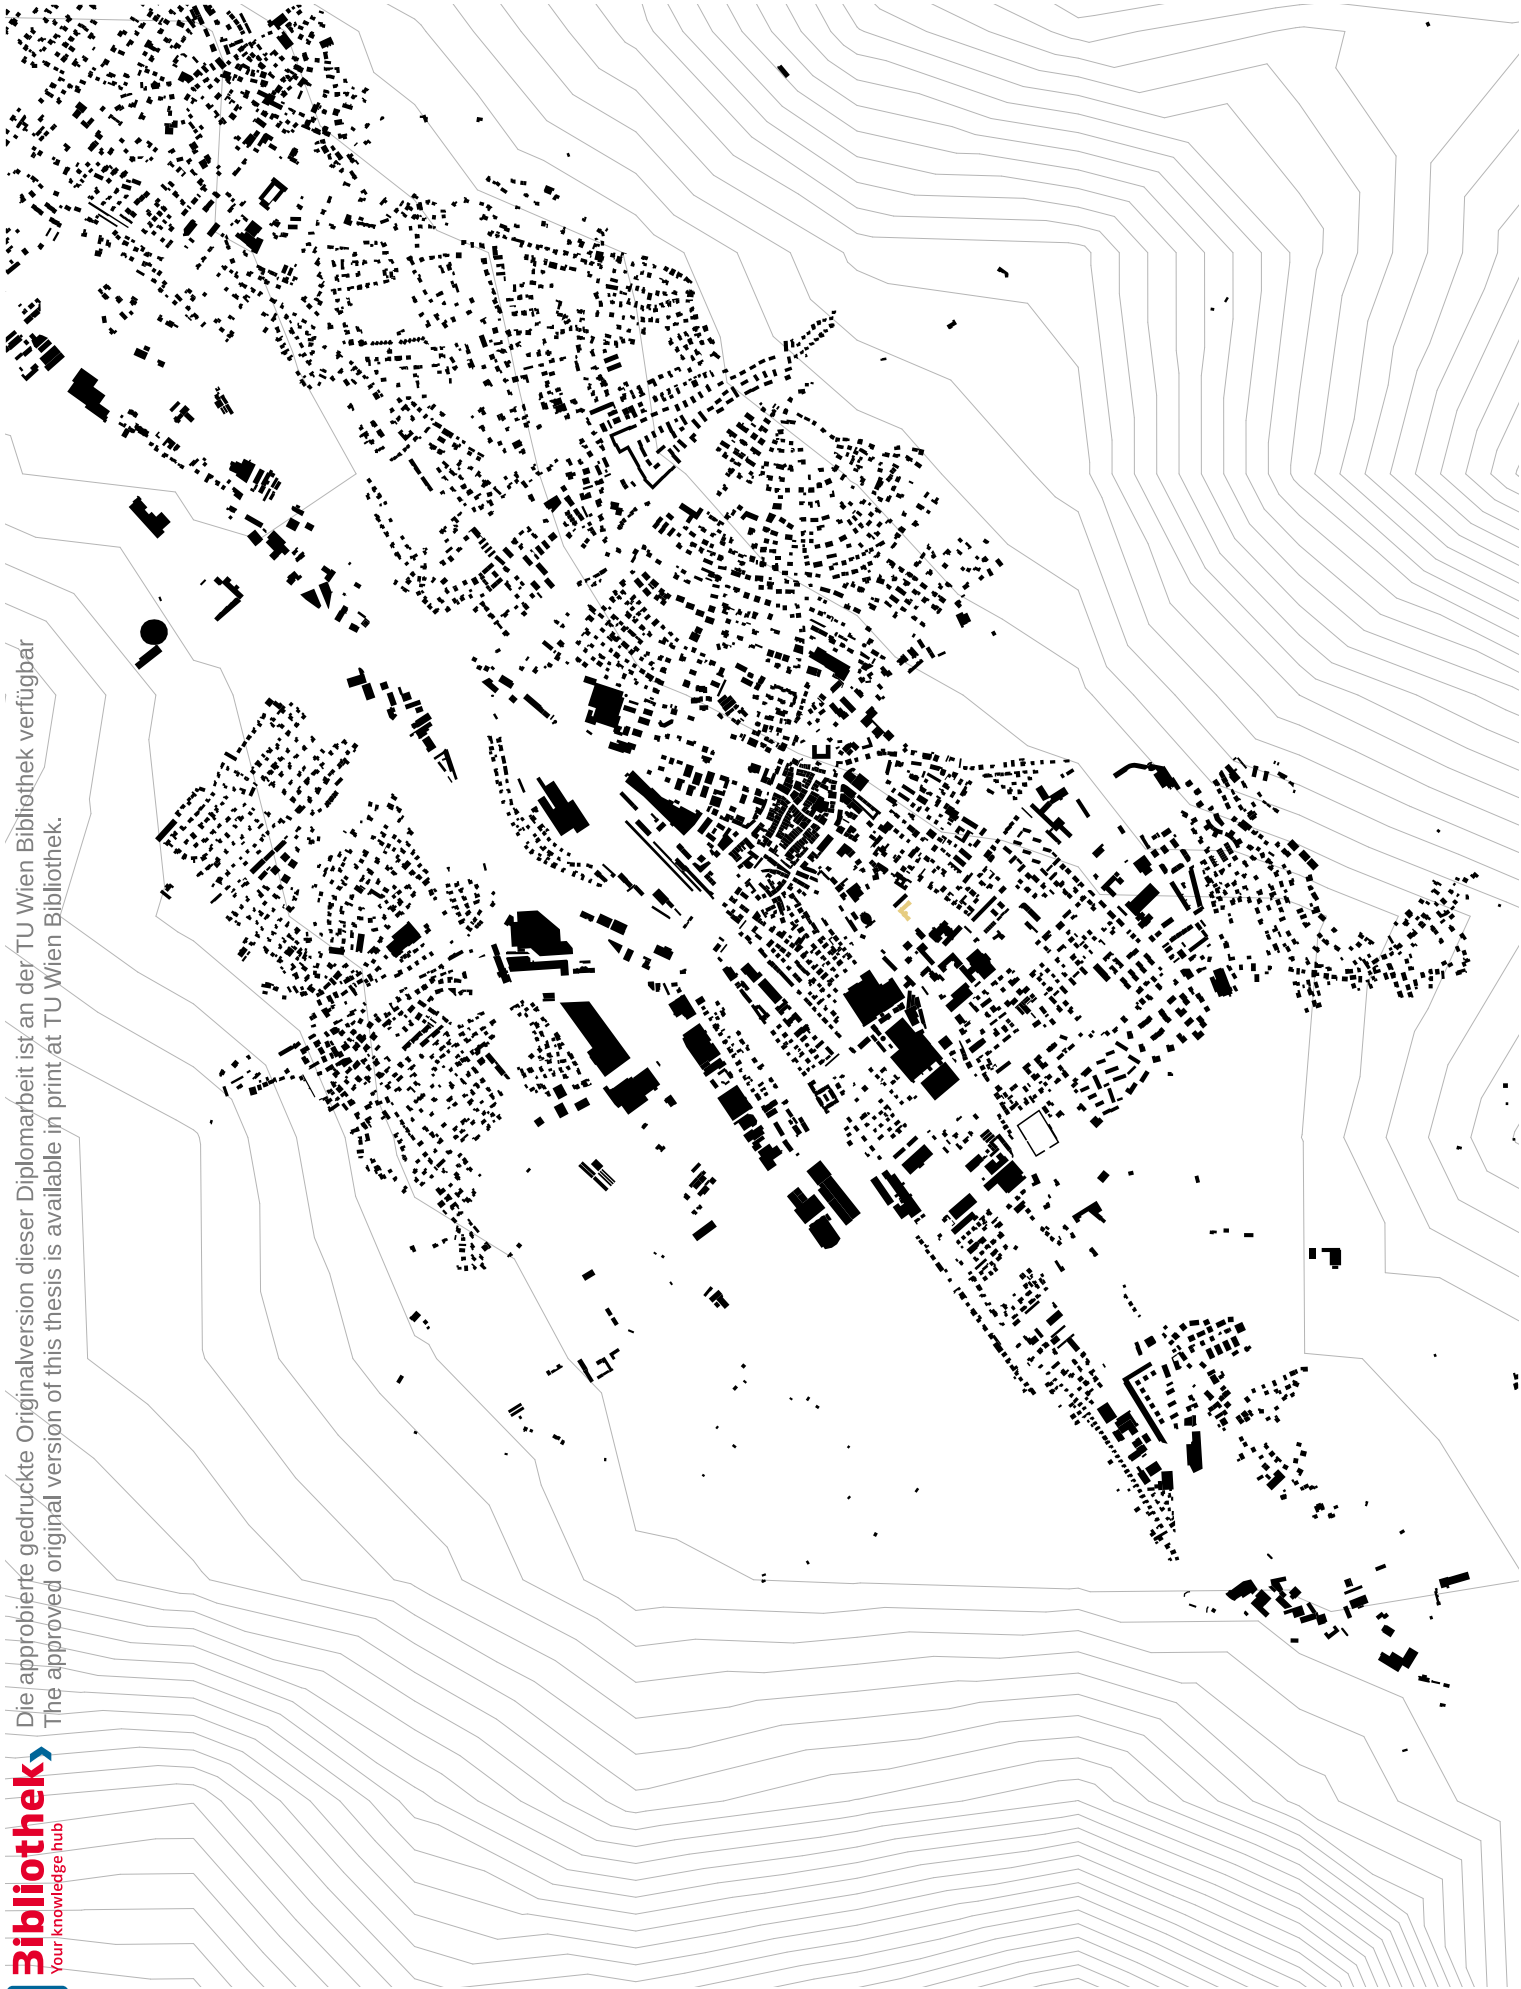 Die approbierte gedruckte Originalversion dieser Diplomarbeit ist an der TU Wien Bibliothek verfügbar
The approved original version of this thesis is available in print at TU Wien Bibliothek.
Bibliothek
Your knowledge hub